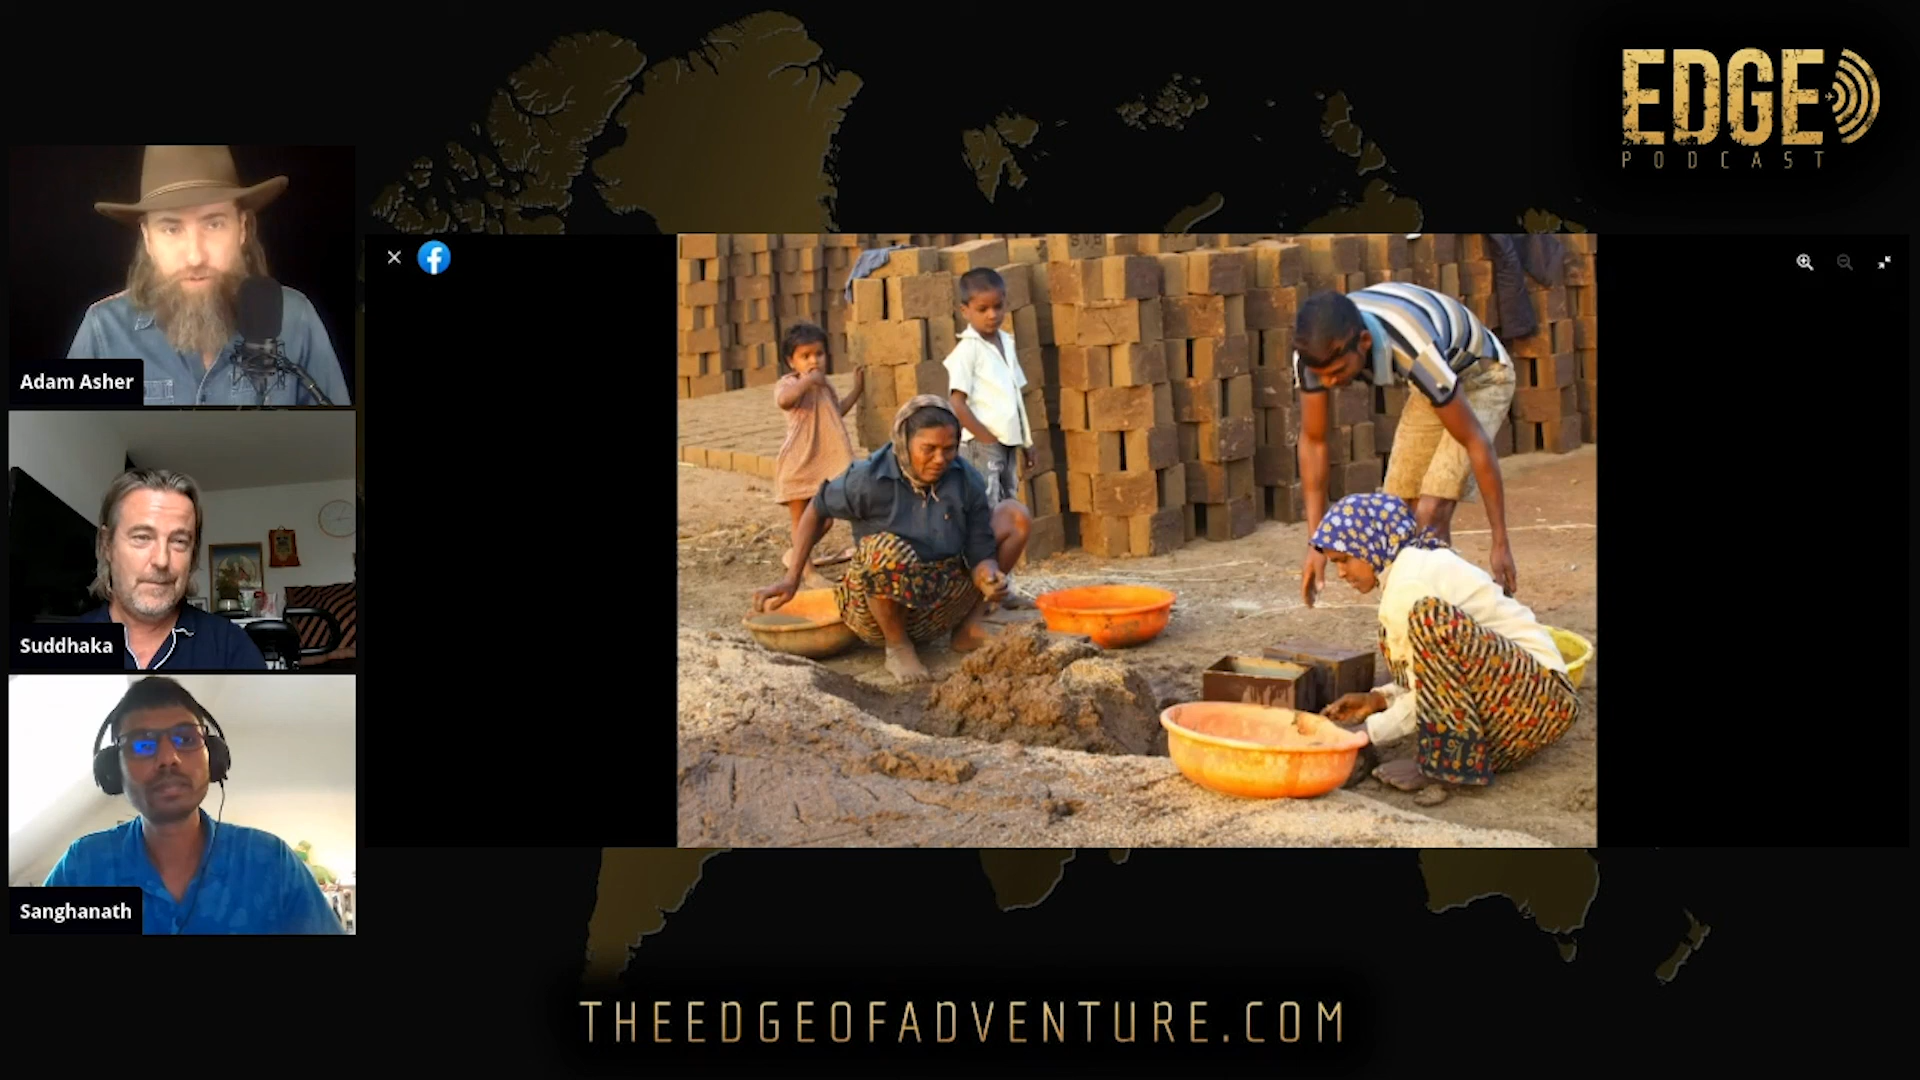 EDGE
PODCAST
Adam Asher
Suddhaka
Sanghanath
THEEDGEOFADVENTURE.COM